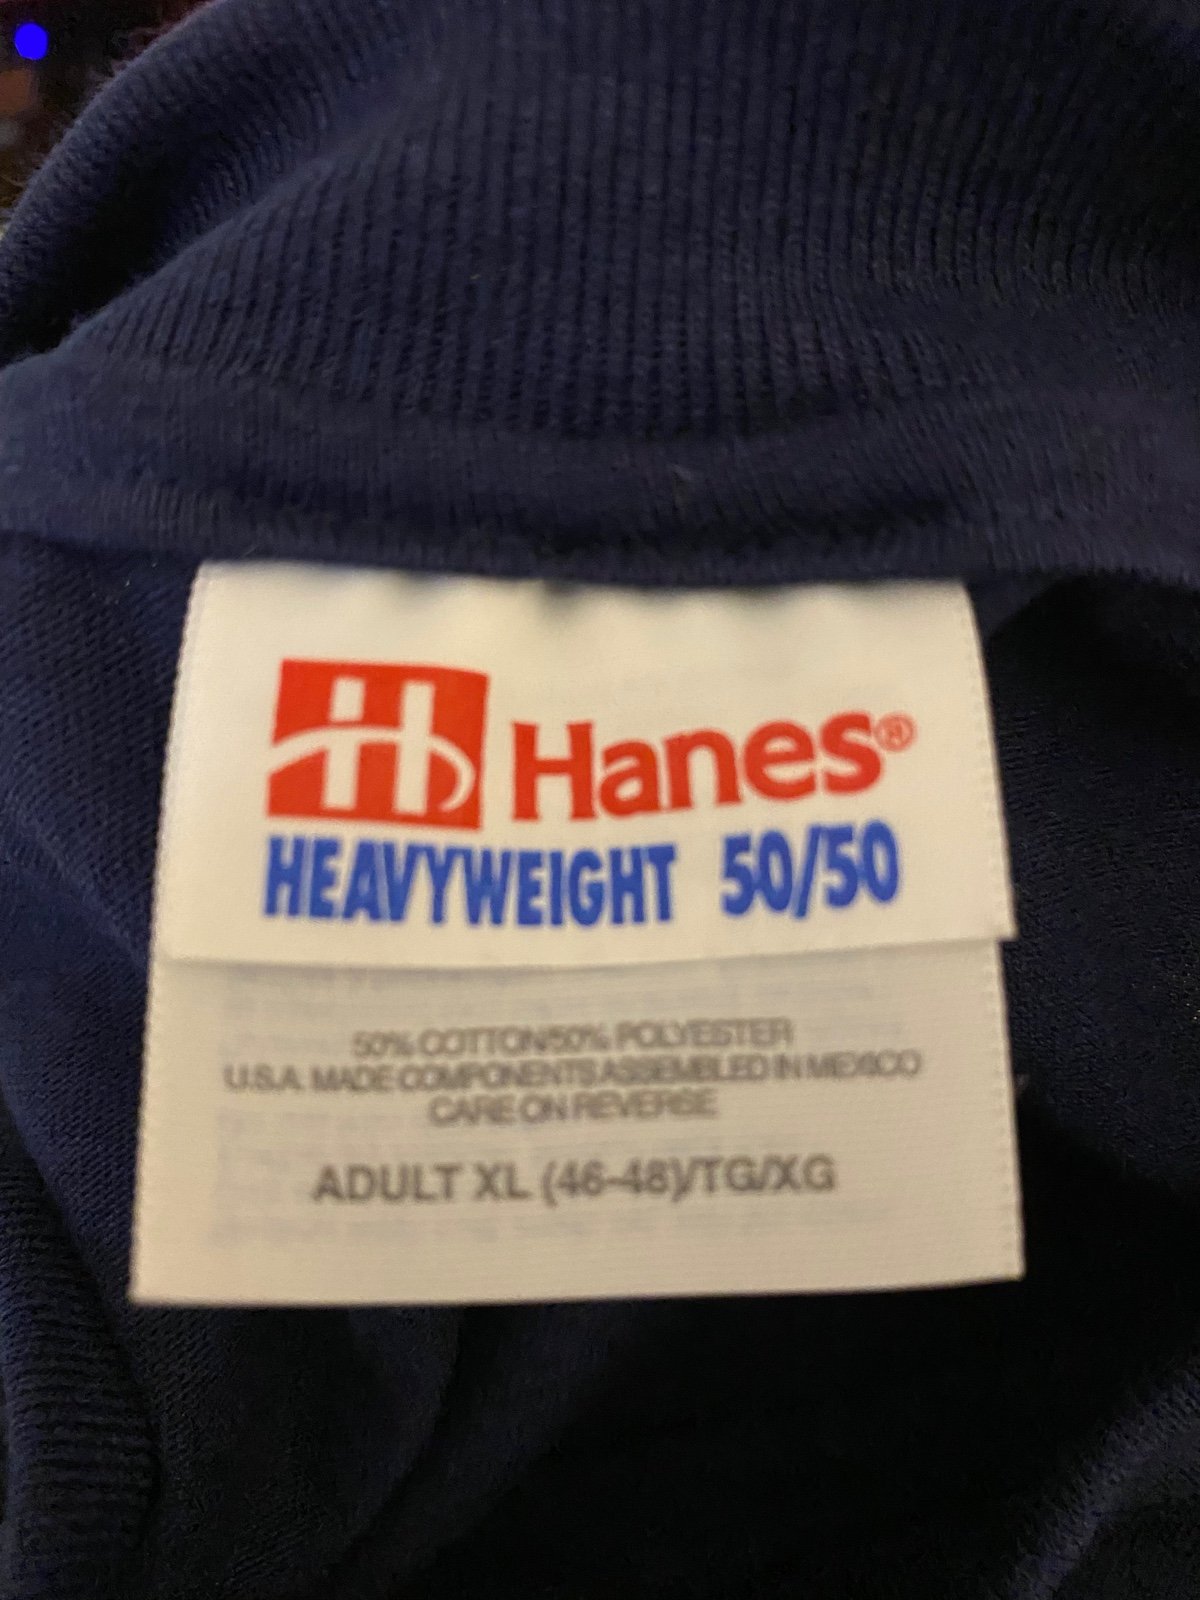 Hanes®
HEAVYWEIGHT 50/50
50% COTTON/50% POLYESTER
U.S.A. MADE COMPONENTS ASSEMBLED IN MEXICO
CARE ON REVERSE
ADULT XL (46-48)/TG/XG